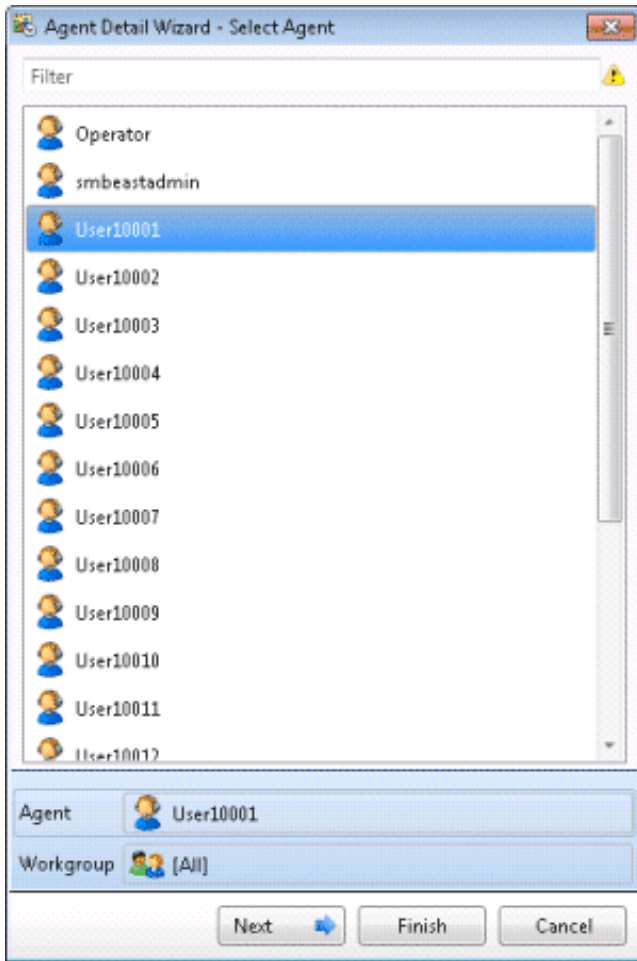 Agent Detail Wizard - Select Agent
Filter
Operator
smbeastadmin
User10001
User10002
User10003
User10004
User10005
User10006
User10007
User10008
User10009
User10010
User10011
User10012
Agent User10001
Workgroup [All]
Next Finish Cancel